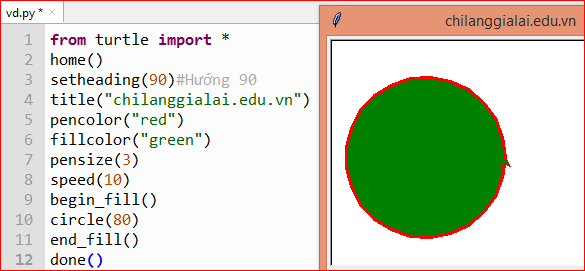 vd.py *
chilanggialai.edu.vn
1 from turtle import *
2 home()
3 setheading(90)#Hướng 90
4 title("chilanggialai.edu.vn")
5 pencolor("red")
6 fillcolor("green")
7 pensize(3)
8 speed(10)
9 begin_fill()
10 circle(80)
11 end_fill()
12 done()